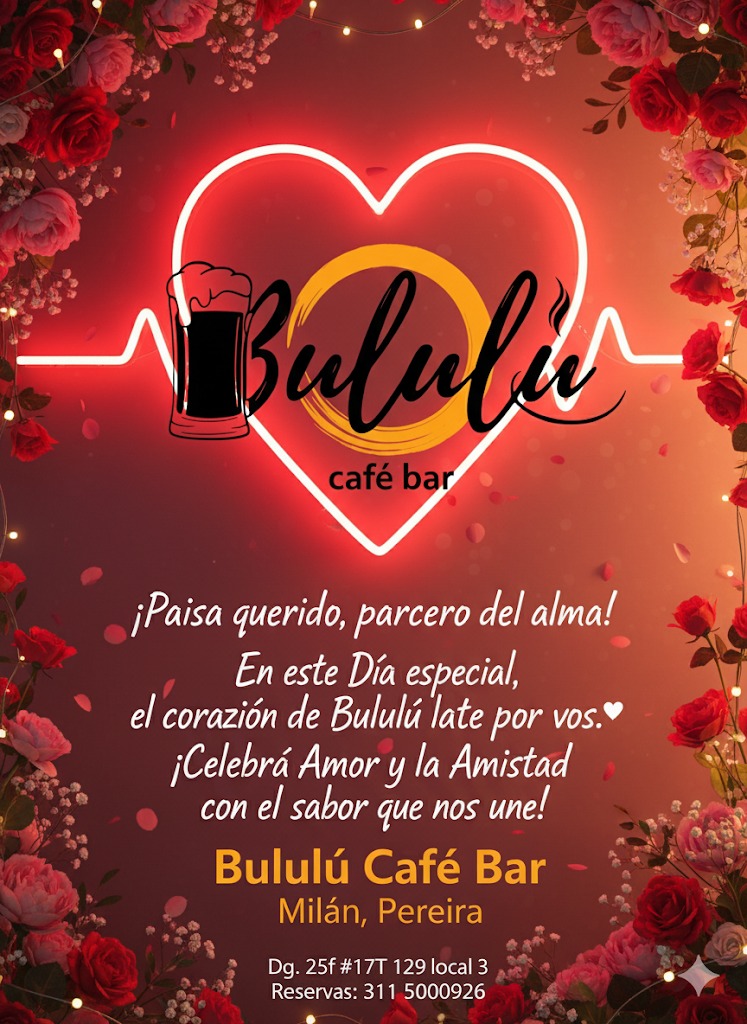 Bululú
café bar
¡Paisa querido, parcero del alma!
En este Día especial,
el corazión de Bululú late por vos.
¡Celebrá Amor y la Amistad
con el sabor que nos une!
Bululú Café Bar
Milán, Pereira
Dg. 25f #17T 129 local 3
Reservas: 311 5000926